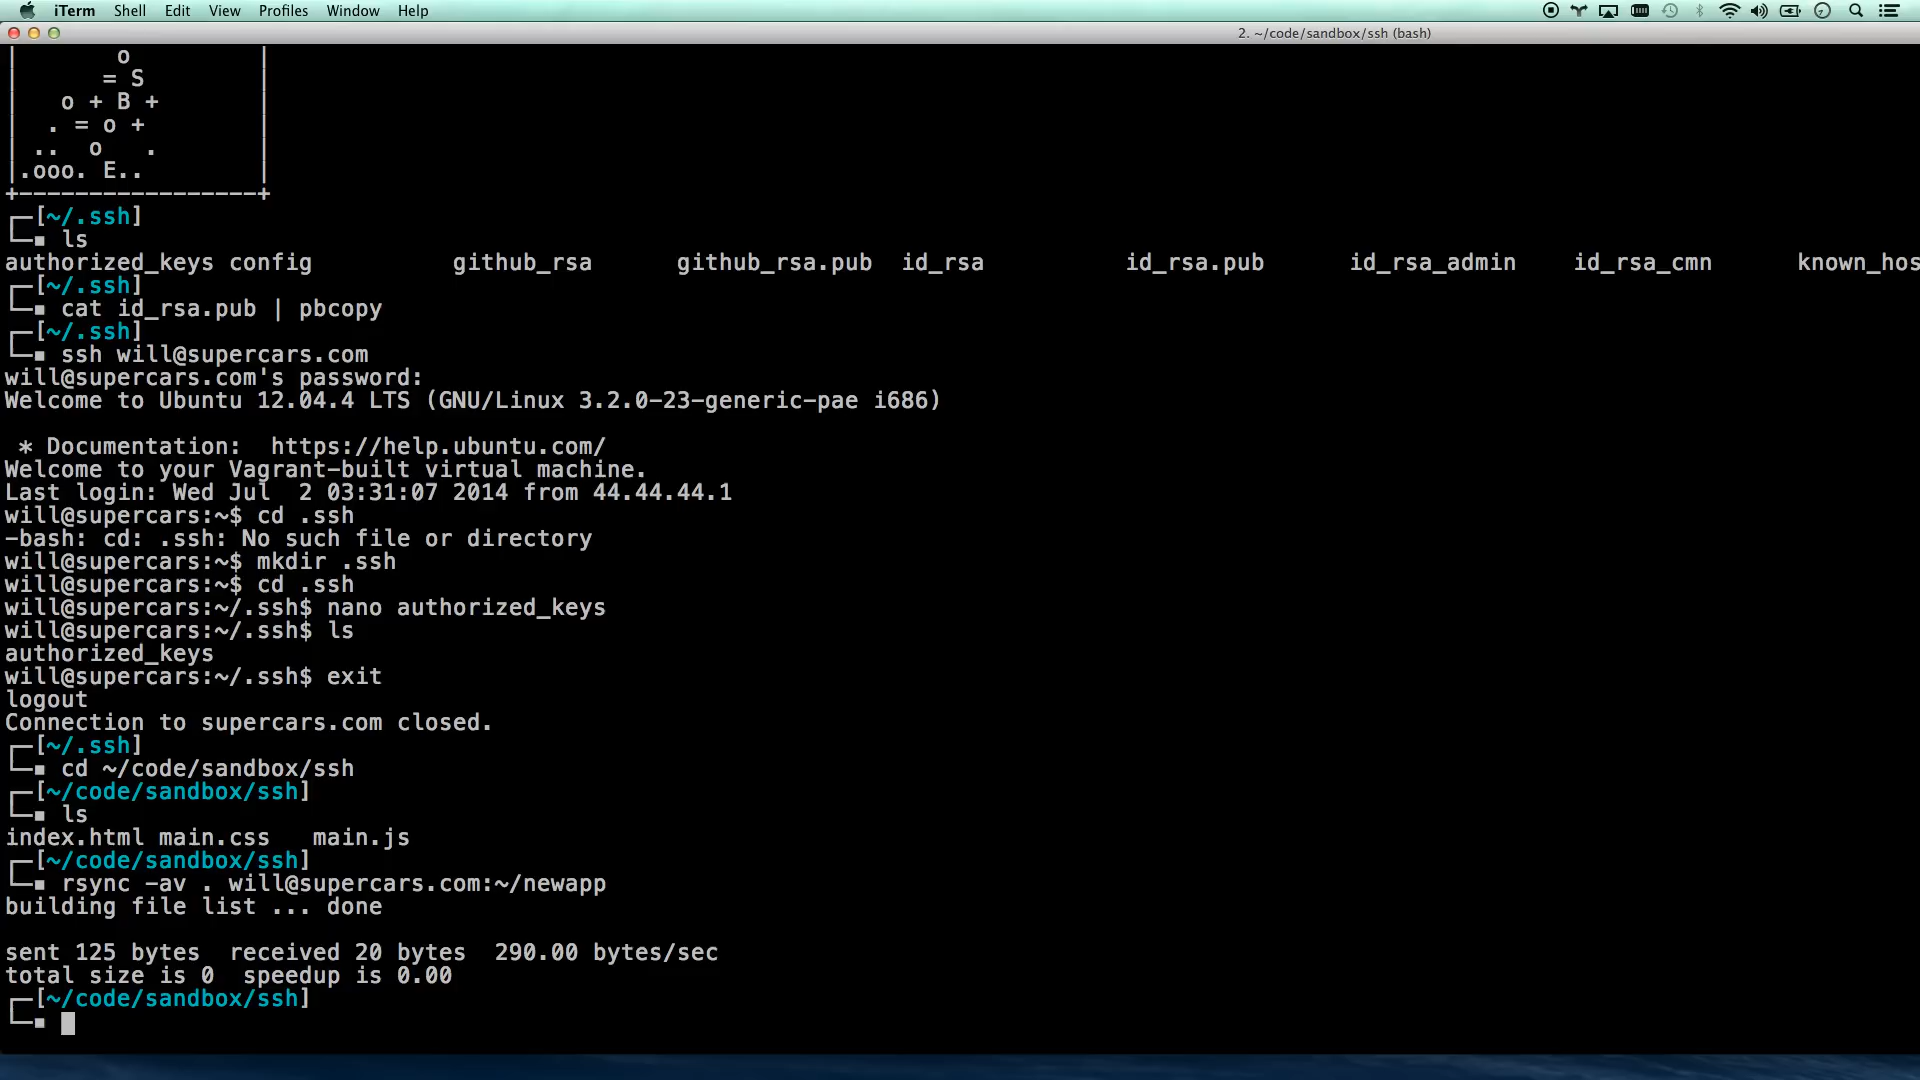 iTerm Shell Edit View Profiles Window Help
2. ~/code/sandbox/ssh (bash)
| o |
| = S |
| o + B + |
| . = o + |
| .. o . |
|.ooo. E.. |
+-----------------+
[~/.ssh]
ls
authorized_keys config github_rsa github_rsa.pub id_rsa id_rsa.pub id_rsa_admin id_rsa_cmn known_hos
[~/.ssh]
cat id_rsa.pub | pbcopy
[~/.ssh]
ssh will@supercars.com
will@supercars.com's password:
Welcome to Ubuntu 12.04.4 LTS (GNU/Linux 3.2.0-23-generic-pae i686)
* Documentation: https://help.ubuntu.com/
Welcome to your Vagrant-built virtual machine.
Last login: Wed Jul 2 03:31:07 2014 from 44.44.44.1
will@supercars:~$ cd .ssh
-bash: cd: .ssh: No such file or directory
will@supercars:~$ mkdir .ssh
will@supercars:~$ cd .ssh
will@supercars:~/.ssh$ nano authorized_keys
will@supercars:~/.ssh$ ls
authorized_keys
will@supercars:~/.ssh$ exit
logout
Connection to supercars.com closed.
[~/.ssh]
cd ~/code/sandbox/ssh
[~/code/sandbox/ssh]
ls
index.html main.css main.js
[~/code/sandbox/ssh]
rsync -av . will@supercars.com:~/newapp
building file list ... done
sent 125 bytes received 20 bytes 290.00 bytes/sec
total size is 0 speedup is 0.00
[~/code/sandbox/ssh]